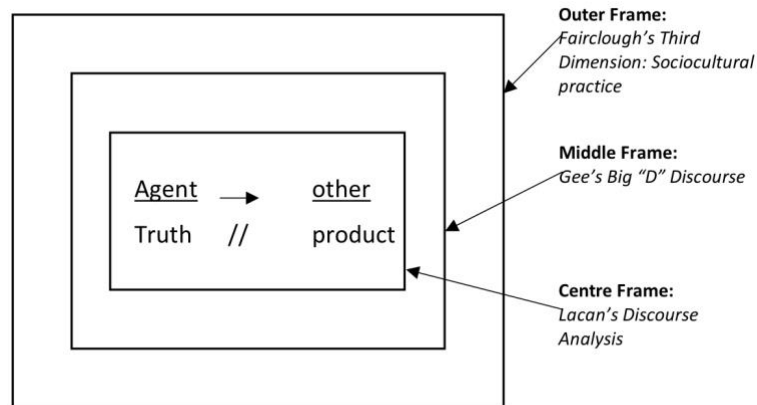 Outer Frame:
Fairclough's Third
Dimension: Sociocultural
practice
Agent other
Truth // product
Middle Frame:
Gee's Big “D” Discourse
Centre Frame:
Lacan's Discourse
Analysis